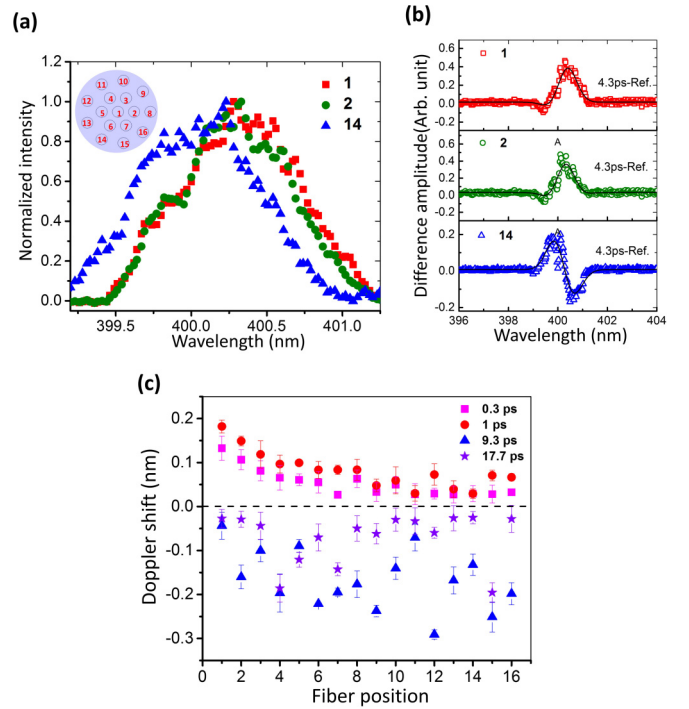 (a)
1.2
1.0
0.8
0.6
0.4
0.2
0.0
Normalized intensity
399.5 400.0 400.5 401.0
Wavelength (nm)
1
2
14
11 10 9
12 4 3
5 1 2 8
13 6 7 16
14 15
(b)
Difference amplitude(Arb. unit)
0.6
0.4
0.2
0.0
-0.2
1
4.3ps-Ref.
0.6
0.4
0.2
0.0
-0.2
2
A
4.3ps-Ref.
0.4
0.2
0.0
-0.2
14
4.3ps-Ref.
396 398 400 402 404
Wavelength (nm)
(c)
Doppler shift (nm)
0.2
0.1
0.0
-0.1
-0.2
-0.3
0.3 ps
1 ps
9.3 ps
17.7 ps
0 2 4 6 8 10 12 14 16
Fiber position